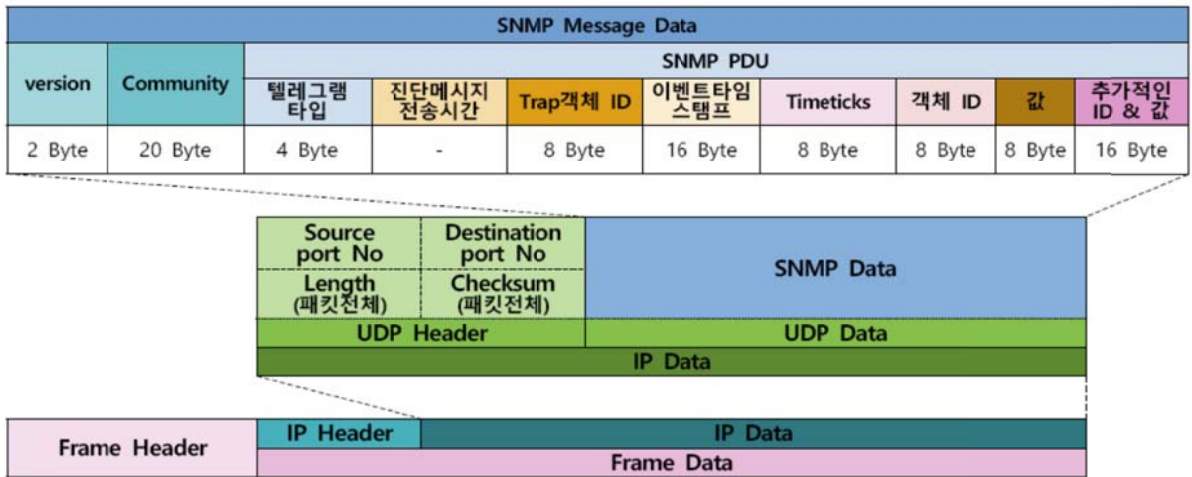 SNMP Message Data
version
Community
SNMP PDU
텔레그램
타입
진단메시지
전송시간
Trap객체 ID
이벤트타임
스탬프
Timeticks
객체 ID
값
추가적인
ID & 값
2 Byte
20 Byte
4 Byte
-
8 Byte
16 Byte
8 Byte
8 Byte
8 Byte
16 Byte
Source
port No
Destination
port No
SNMP Data
Length
(패킷전체)
Checksum
(패킷전체)
UDP Header
UDP Data
IP Data
Frame Header
IP Header
IP Data
Frame Data